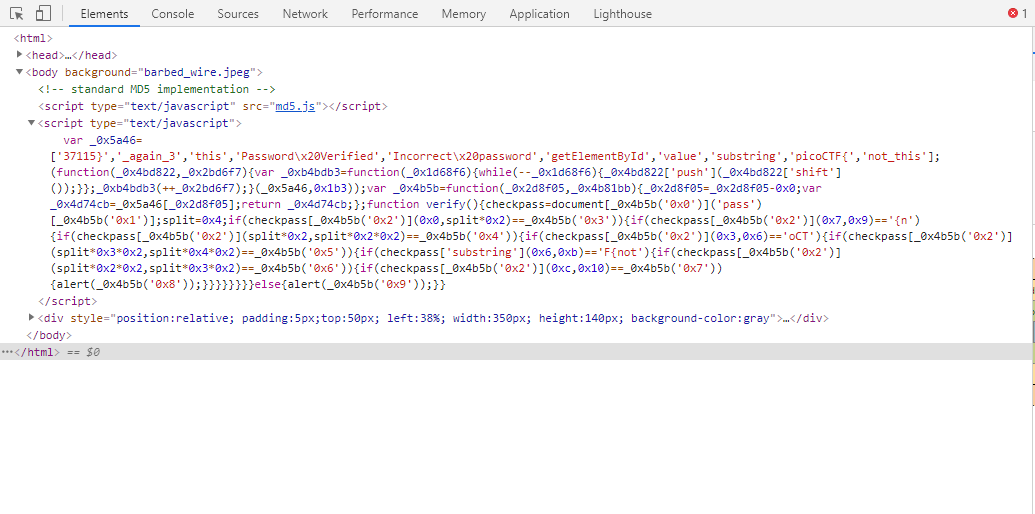 Elements Console Sources Network Performance Memory Application Lighthouse 1
<html>
<head>…</head>
<body background="barbed_wire.jpeg">
<!-- standard MD5 implementation -->
<script type="text/javascript" src="md5.js"></script>
<script type="text/javascript">
var _0x5a46=
['37115}','_again_3','this','Password\x20Verified','Incorrect\x20password','getElementById','value','substring','picoCTF{','not_this'];
(function(_0x4bd822,_0x2bd6f7){var _0xb4bdb3=function(_0x1d68f6){while(--_0x1d68f6){_0x4bd822['push'](_0x4bd822['shift']
());}};_0xb4bdb3(++_0x2bd6f7);}(_0x5a46,0x1b3));var _0x4b5b=function(_0x2d8f05,_0x4b81bb){_0x2d8f05=_0x2d8f05-0x0;var
_0x4d74cb=_0x5a46[_0x2d8f05];return _0x4d74cb;};function verify(){checkpass=document[_0x4b5b('0x0')]('pass')
[_0x4b5b('0x1')];split=0x4;if(checkpass[_0x4b5b('0x2')](0x0,split*0x2)==_0x4b5b('0x3')){if(checkpass[_0x4b5b('0x2')](0x7,0x9)=='{n')
{if(checkpass[_0x4b5b('0x2')](split*0x2,split*0x2*0x2)==_0x4b5b('0x4')){if(checkpass[_0x4b5b('0x2')](0x3,0x6)=='oCT'){if(checkpass[_0x4b5b('0x2')]
(split*0x3*0x2,split*0x4*0x2)==_0x4b5b('0x5')){if(checkpass['substring'](0x6,0xb)=='F{not'){if(checkpass[_0x4b5b('0x2')]
(split*0x2*0x2,split*0x3*0x2)==_0x4b5b('0x6')){if(checkpass[_0x4b5b('0x2')](0xc,0x10)==_0x4b5b('0x7'))
{alert(_0x4b5b('0x8'));}}}}}}}}else{alert(_0x4b5b('0x9'));}}
</script>
<div style="position:relative; padding:5px;top:50px; left:38%; width:350px; height:140px; background-color:gray">…</div>
</body>
…</html> == $0